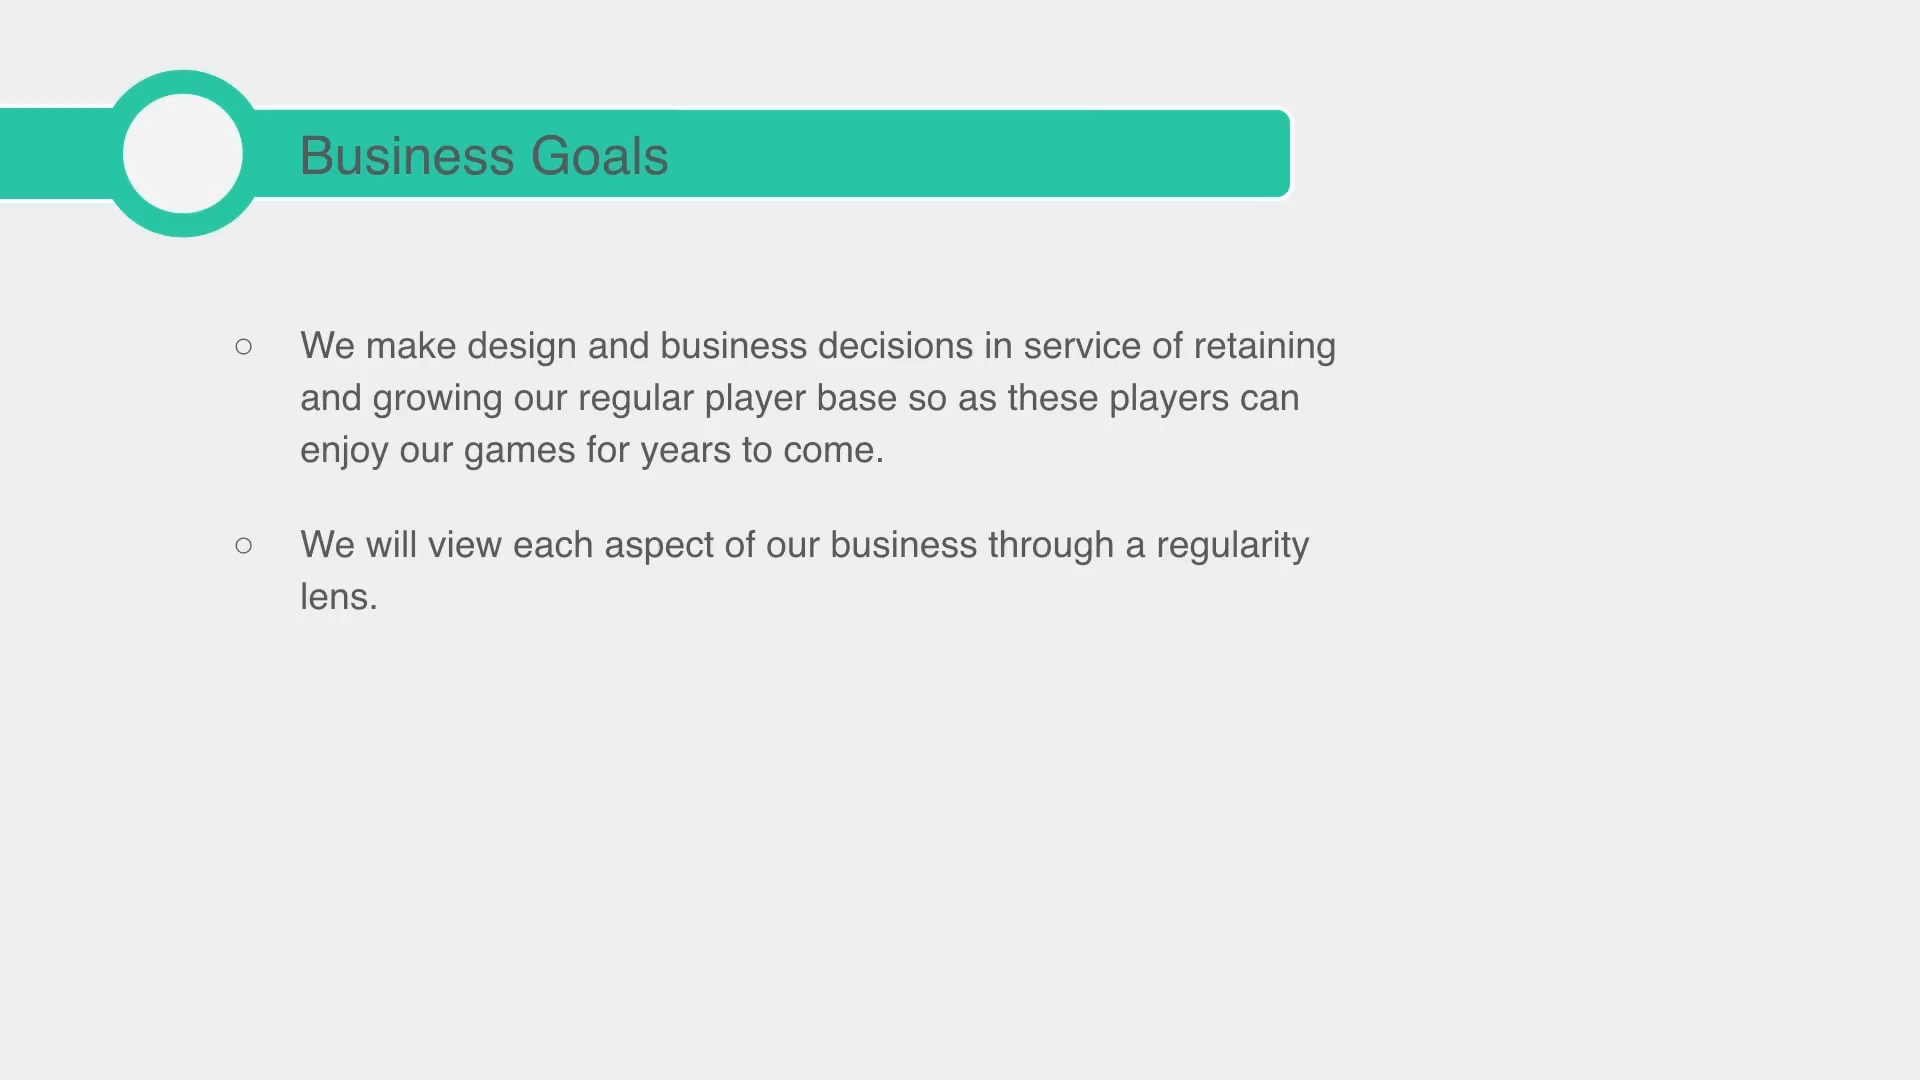 Business Goals
○ We make design and business decisions in service of retaining
and growing our regular player base so as these players can
enjoy our games for years to come.
○ We will view each aspect of our business through a regularity
lens.